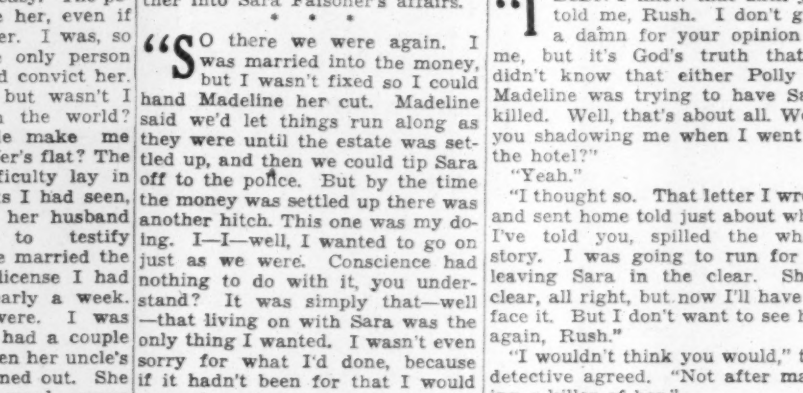 her, even if
er. I was, so
only person
d convict her.
but wasn't I
n the world?
le make me
er's flat? The
ficulty lay in
s I had seen,
her husband
to testify
e married the
license I had
early a week.
were. I was
had a couple
en her uncle's
ned out. She
ther into Sara Falsoner's affairs.
* * *
"SO there we were again. I
was married into the money,
but I wasn't fixed so I could
hand Madeline her cut. Madeline
said we'd let things run along as
they were until the estate was set-
tled up, and then we could tip Sara
off to the police. But by the time
the money was settled up there was
another hitch. This one was my do-
ing. I—I—well, I wanted to go on
just as we were. Conscience had
nothing to do with it, you under-
stand? It was simply that—well
—that living on with Sara was the
only thing I wanted. I wasn't even
sorry for what I'd done, because
if it hadn't been for that I would
told me, Rush. I don't g
a damn for your opinion
me, but it's God's truth that
didn't know that either Polly
Madeline was trying to have Sa
killed. Well, that's about all. We
you shadowing me when I went
the hotel?"
"Yeah."
"I thought so. That letter I wr
and sent home told just about wh
I've told you, spilled the wh
story. I was going to run for
leaving Sara in the clear. Sh
clear, all right, but now I'll have
face it. But I don't want to see h
again, Rush."
"I wouldn't think you would," t
detective agreed. "Not after ma